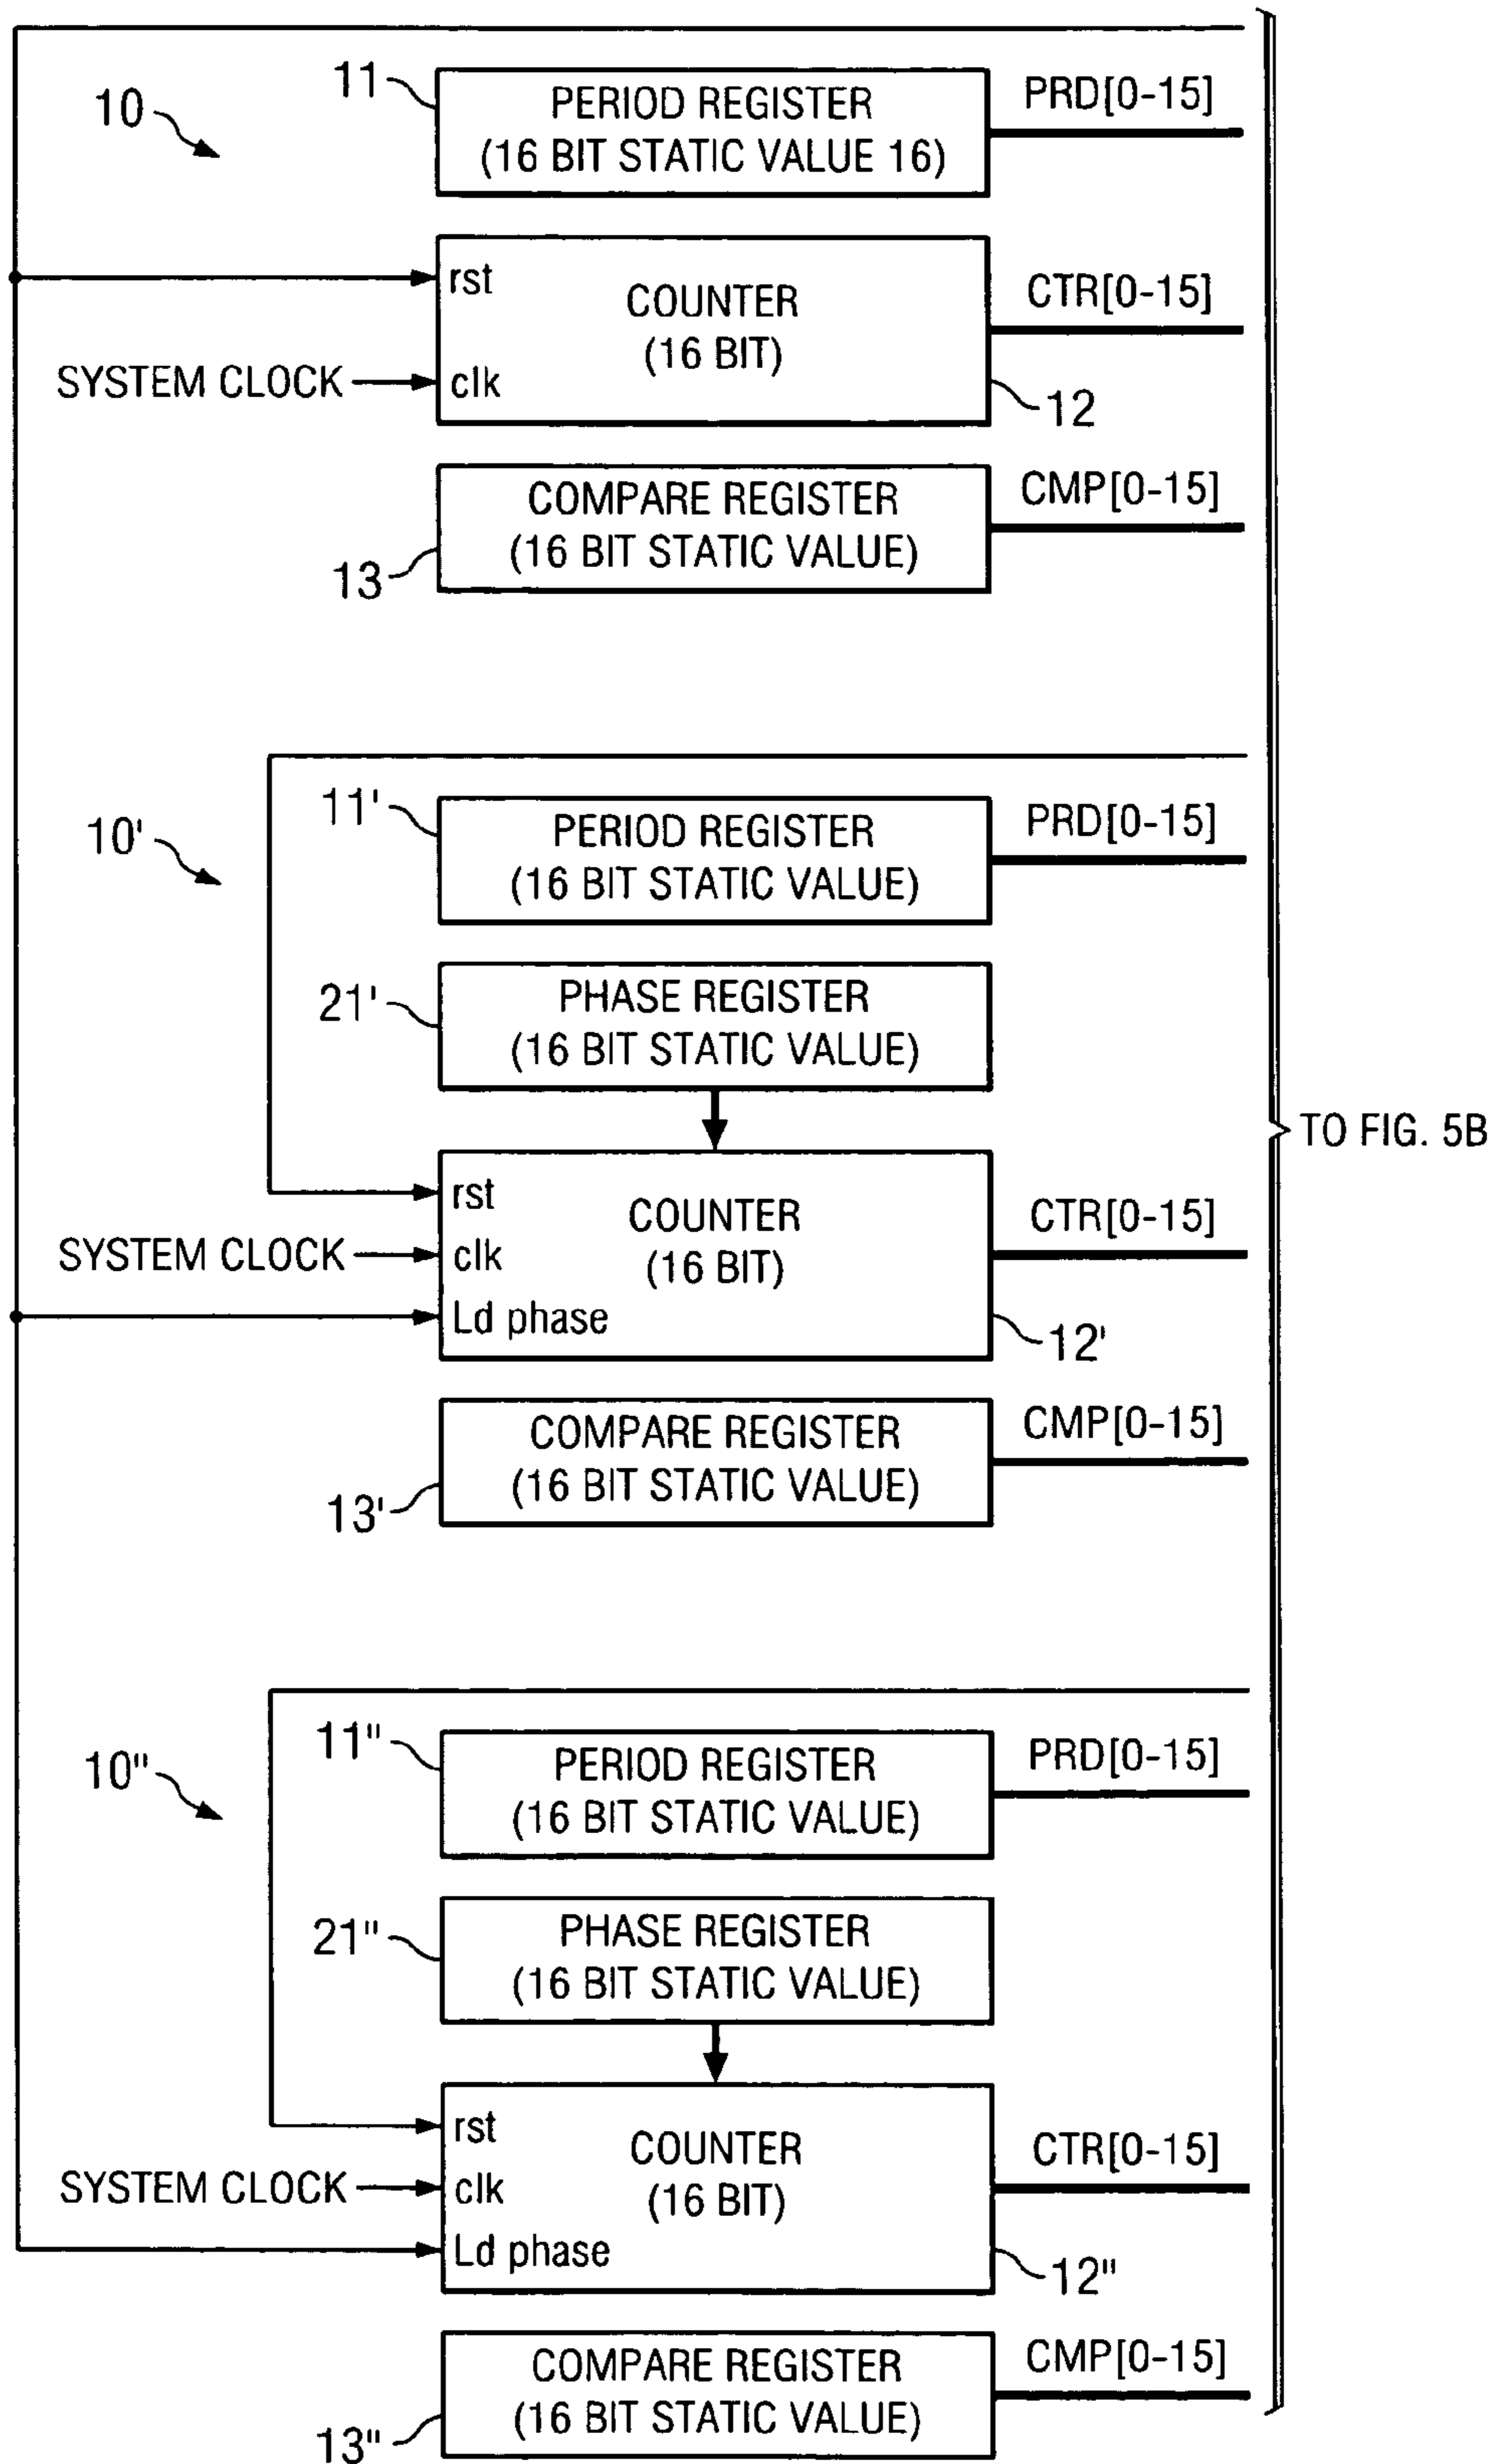 11
PERIOD REGISTER
(16 BIT STATIC VALUE 16)
PRD[0-15]
10
rst
COUNTER
(16 BIT)
CTR[0-15]
SYSTEM CLOCK
clk
12
COMPARE REGISTER
(16 BIT STATIC VALUE)
CMP[0-15]
13
11'
PERIOD REGISTER
(16 BIT STATIC VALUE)
PRD[0-15]
10'
21'
PHASE REGISTER
(16 BIT STATIC VALUE)
TO FIG. 5B
rst
COUNTER
(16 BIT)
CTR[0-15]
SYSTEM CLOCK
clk
Ld phase
12'
COMPARE REGISTER
(16 BIT STATIC VALUE)
CMP[0-15]
13'
11"
PERIOD REGISTER
(16 BIT STATIC VALUE)
PRD[0-15]
10"
21"
PHASE REGISTER
(16 BIT STATIC VALUE)
rst
COUNTER
(16 BIT)
CTR[0-15]
SYSTEM CLOCK
clk
Ld phase
12"
COMPARE REGISTER
(16 BIT STATIC VALUE)
CMP[0-15]
13"